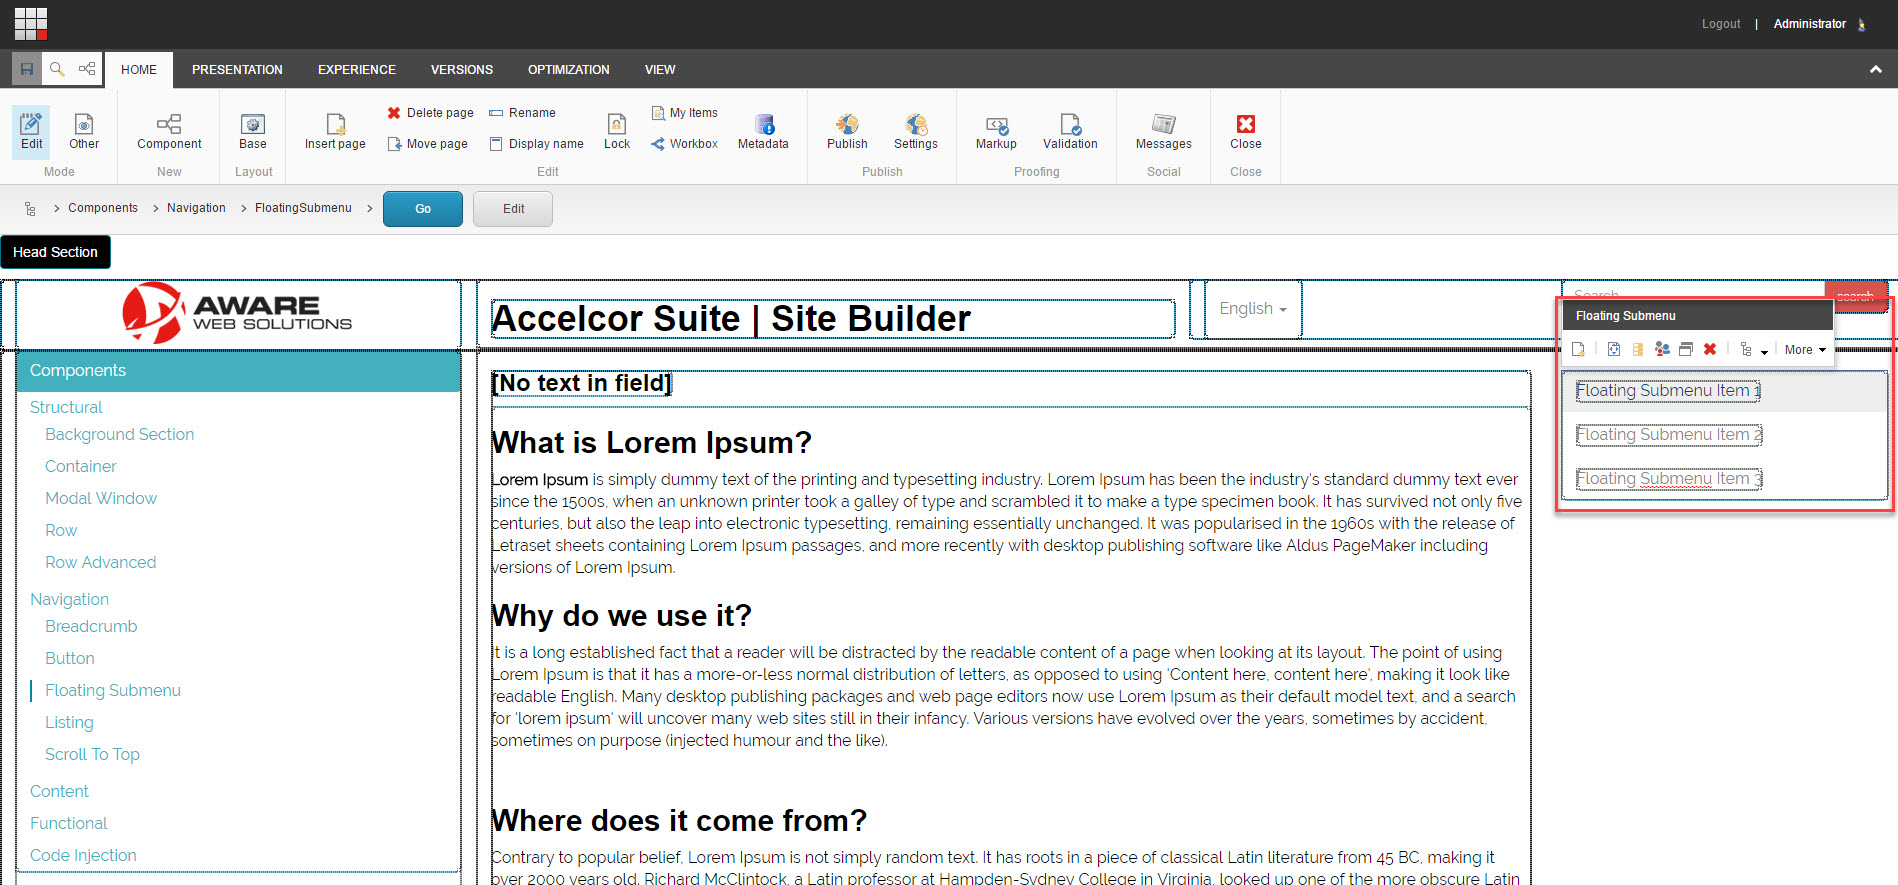 Logout | Administrator
HOME PRESENTATION EXPERIENCE VERSIONS OPTIMIZATION VIEW
Edit Other
Mode
Component
New
Base
Layout
Insert page Delete page Rename Lock My Items Metadata
Move page Display name Workbox
Edit
Publish Settings
Publish
Markup Validation
Proofing
Messages
Social
Close
Close
> Components > Navigation > FloatingSubmenu > Go Edit
Head Section
AWARE
WEB SOLUTIONS
Accelcor Suite | Site Builder
English
Search
search
Floating Submenu
More
Floating Submenu Item 1
Floating Submenu Item 2
Floating Submenu Item 3
Components
Structural
Background Section
Container
Modal Window
Row
Row Advanced
Navigation
Breadcrumb
Button
Floating Submenu
Listing
Scroll To Top
Content
Functional
Code Injection
[No text in field]
What is Lorem Ipsum?
Lorem Ipsum is simply dummy text of the printing and typesetting industry. Lorem Ipsum has been the industry's standard dummy text ever
since the 1500s, when an unknown printer took a galley of type and scrambled it to make a type specimen book. It has survived not only five
centuries, but also the leap into electronic typesetting, remaining essentially unchanged. It was popularised in the 1960s with the release of
Letraset sheets containing Lorem Ipsum passages, and more recently with desktop publishing software like Aldus PageMaker including
versions of Lorem Ipsum.
Why do we use it?
It is a long established fact that a reader will be distracted by the readable content of a page when looking at its layout. The point of using
Lorem Ipsum is that it has a more-or-less normal distribution of letters, as opposed to using 'Content here, content here', making it look like
readable English. Many desktop publishing packages and web page editors now use Lorem Ipsum as their default model text, and a search
for 'lorem ipsum' will uncover many web sites still in their infancy. Various versions have evolved over the years, sometimes by accident,
sometimes on purpose (injected humour and the like).
Where does it come from?
Contrary to popular belief, Lorem Ipsum is not simply random text. It has roots in a piece of classical Latin literature from 45 BC, making it
over 2000 years old. Richard McClintock, a Latin professor at Hampden-Sydney College in Virginia, looked up one of the more obscure Latin